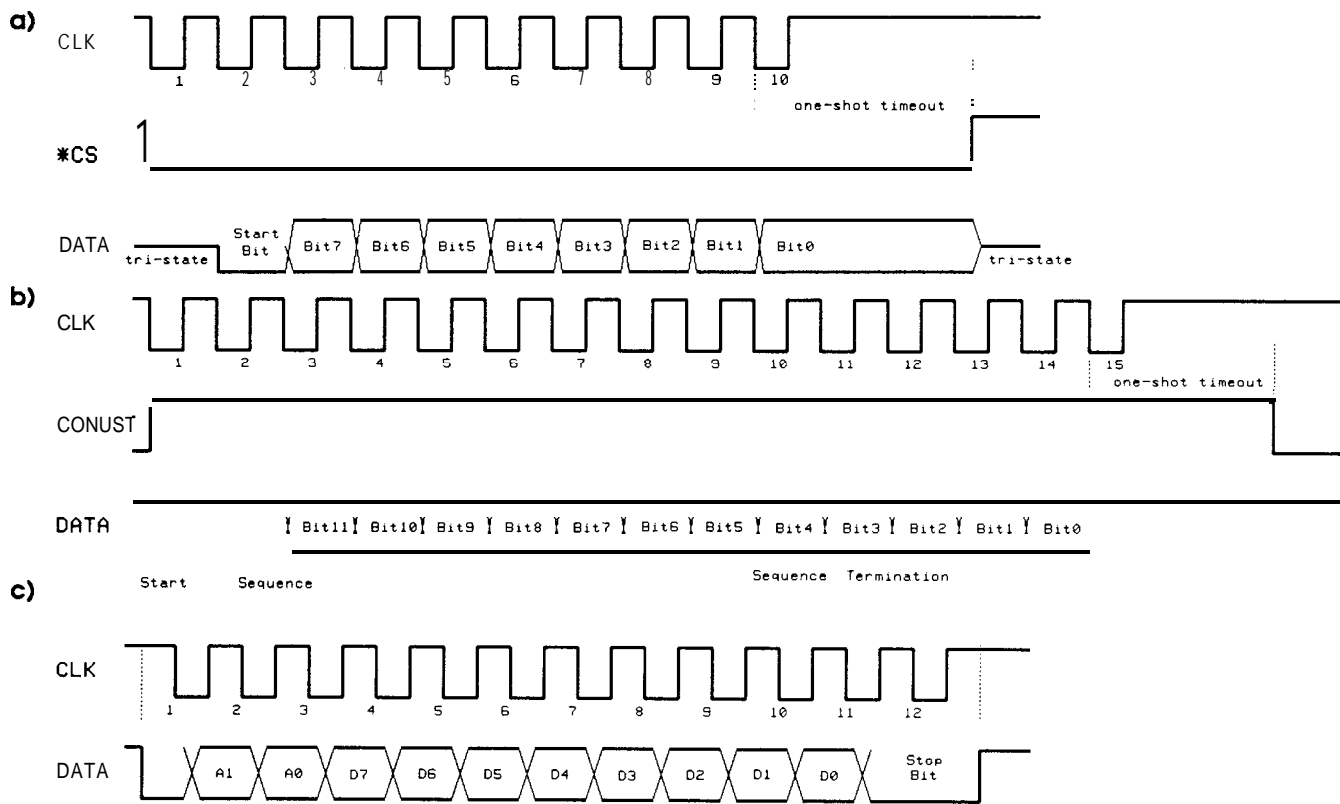 a)
CLK
1 2 3 4 5 6 7 8 9 10
one-shot timeout
*CS
DATA
tri-state
Start
Bit
Bit7 Bit6 Bit5 Bit4 Bit3 Bit2 Bit1 Bit0
tri-state
b)
CLK
1 2 3 4 5 6 7 8 9 10 11 12 13 14 15
one-shot timeout
CONUST
DATA
Bit11 Bit10 Bit9 Bit8 Bit7 Bit6 Bit5 Bit4 Bit3 Bit2 Bit1 Bit0
Start Sequence
Sequence Termination
c)
CLK
1 2 3 4 5 6 7 8 9 10 11 12
DATA
A1 A0 D7 D6 D5 D4 D3 D2 D1 D0
Stop
Bit